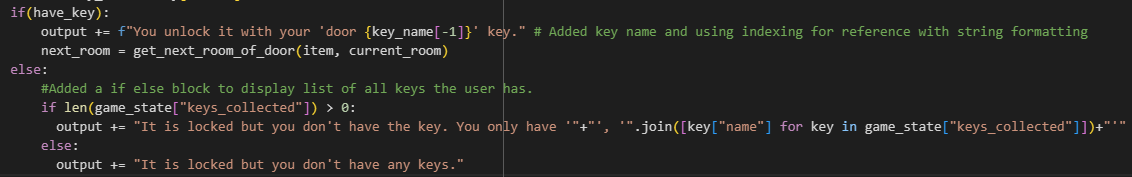 if(have_key):
    output += f"You unlock it with your 'door {key_name[-1]}' key." # Added key name and using indexing for reference with string formatting
    next_room = get_next_room_of_door(item, current_room)
else:
    #Added a if else block to display list of all keys the user has.
    if len(game_state["keys_collected"]) > 0:
      output += "It is locked but you don't have the key. You only have '"+"', '".join([key["name"] for key in game_state["keys_collected"]])+"'"
    else:
      output += "It is locked but you don't have any keys."